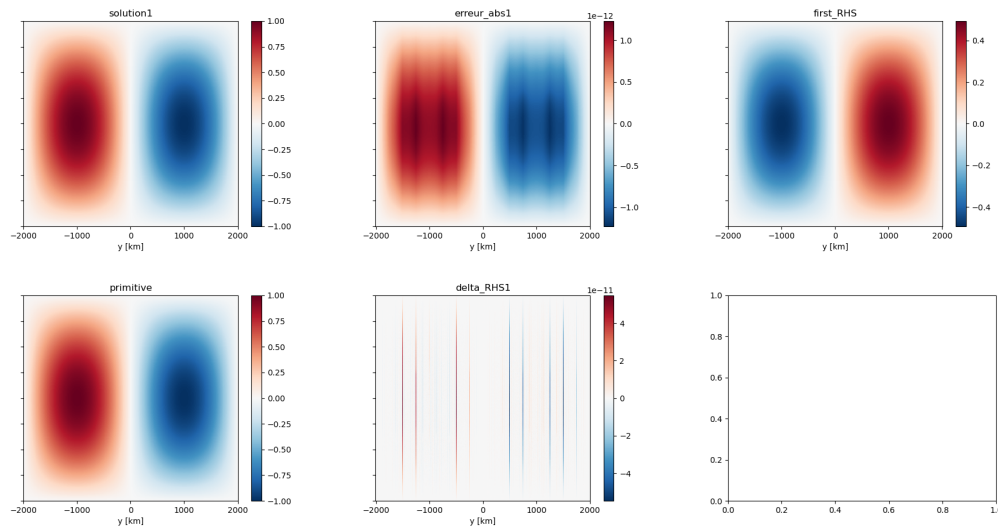 solution1
1.00
0.75
0.50
0.25
0.00
−0.25
−0.50
−0.75
−1.00
−2000 −1000 0 1000 2000
y [km]
erreur_abs1
1e−12
1.0
0.5
0.0
−0.5
−1.0
−2000 −1000 0 1000 2000
y [km]
first_RHS
0.4
0.2
0.0
−0.2
−0.4
−2000 −1000 0 1000 2000
y [km]
primitive
1.00
0.75
0.50
0.25
0.00
−0.25
−0.50
−0.75
−1.00
−2000 −1000 0 1000 2000
y [km]
delta_RHS1
1e−11
4
2
0
−2
−4
−2000 −1000 0 1000 2000
y [km]
1.0
0.8
0.6
0.4
0.2
0.0
0.0 0.2 0.4 0.6 0.8 1.